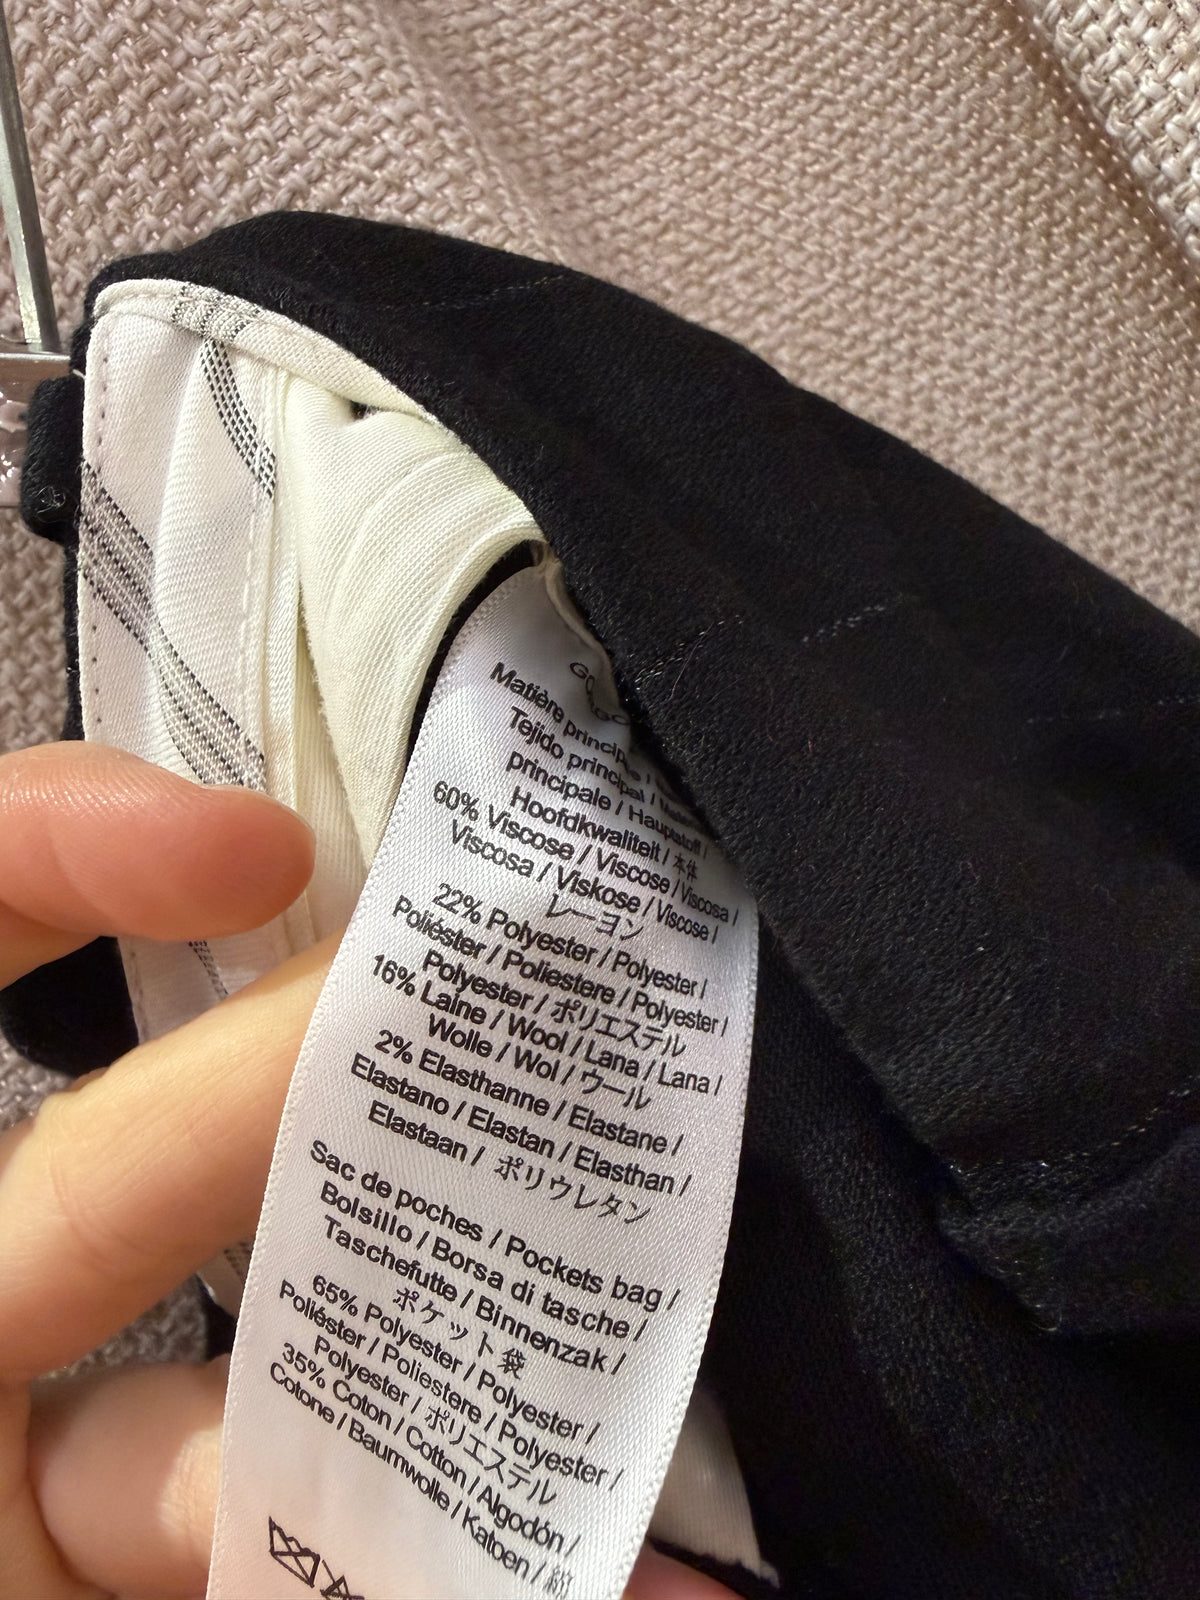 Matière principale /
Tejido principal /
principale / Hauptstoff /
Hoofdkwaliteit / 本体
60% Viscose / Viscose / Viscosa /
Viscosa / Viskose / Viscose /
レーヨン
22% Polyester / Polyester /
Poliéster / Poliestere / Polyester /
Polyester / ポリエステル
16% Laine / Wool / Lana / Lana /
Wolle / Wol / ウール
2% Elasthanne / Elastane /
Elastano / Elastan / Elasthan /
Elastaan / ポリウレタン
Sac de poches / Pockets bag /
Bolsillo / Borsa di tasche /
Taschefutte / Binnenzak /
ポケット袋
65% Polyester / Polyester /
Poliéster / Poliestere / Polyester /
Polyester / ポリエステル
35% Coton / Cotton / Algodón /
Cotone / Baumwolle / Katoen / 綿